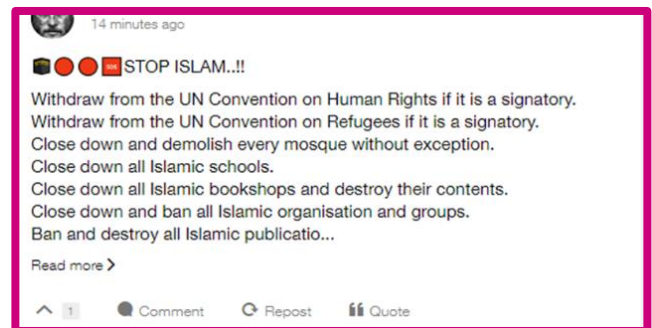 14 minutes ago
🕋🔴🔴🆘STOP ISLAM..!!
Withdraw from the UN Convention on Human Rights if it is a signatory.
Withdraw from the UN Convention on Refugees if it is a signatory.
Close down and demolish every mosque without exception.
Close down all Islamic schools.
Close down all Islamic bookshops and destroy their contents.
Close down and ban all Islamic organisation and groups.
Ban and destroy all Islamic publicatio...
Read more >
1 Comment Repost Quote